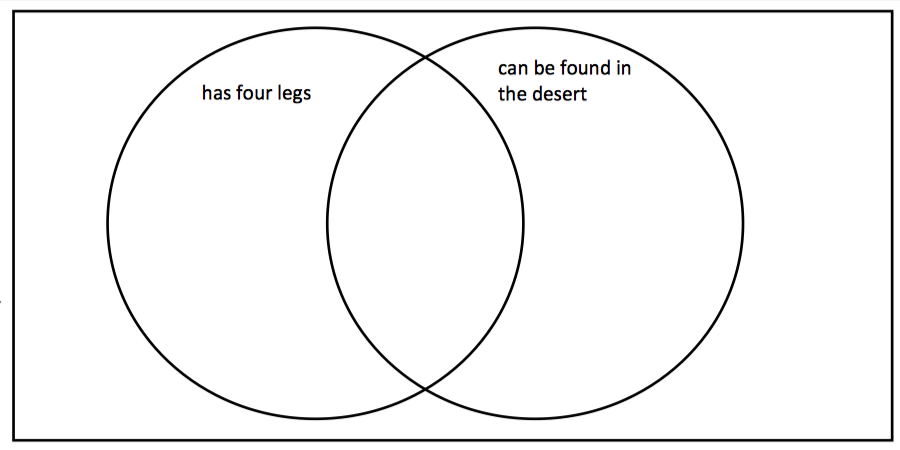 has four legs
can be found in
the desert